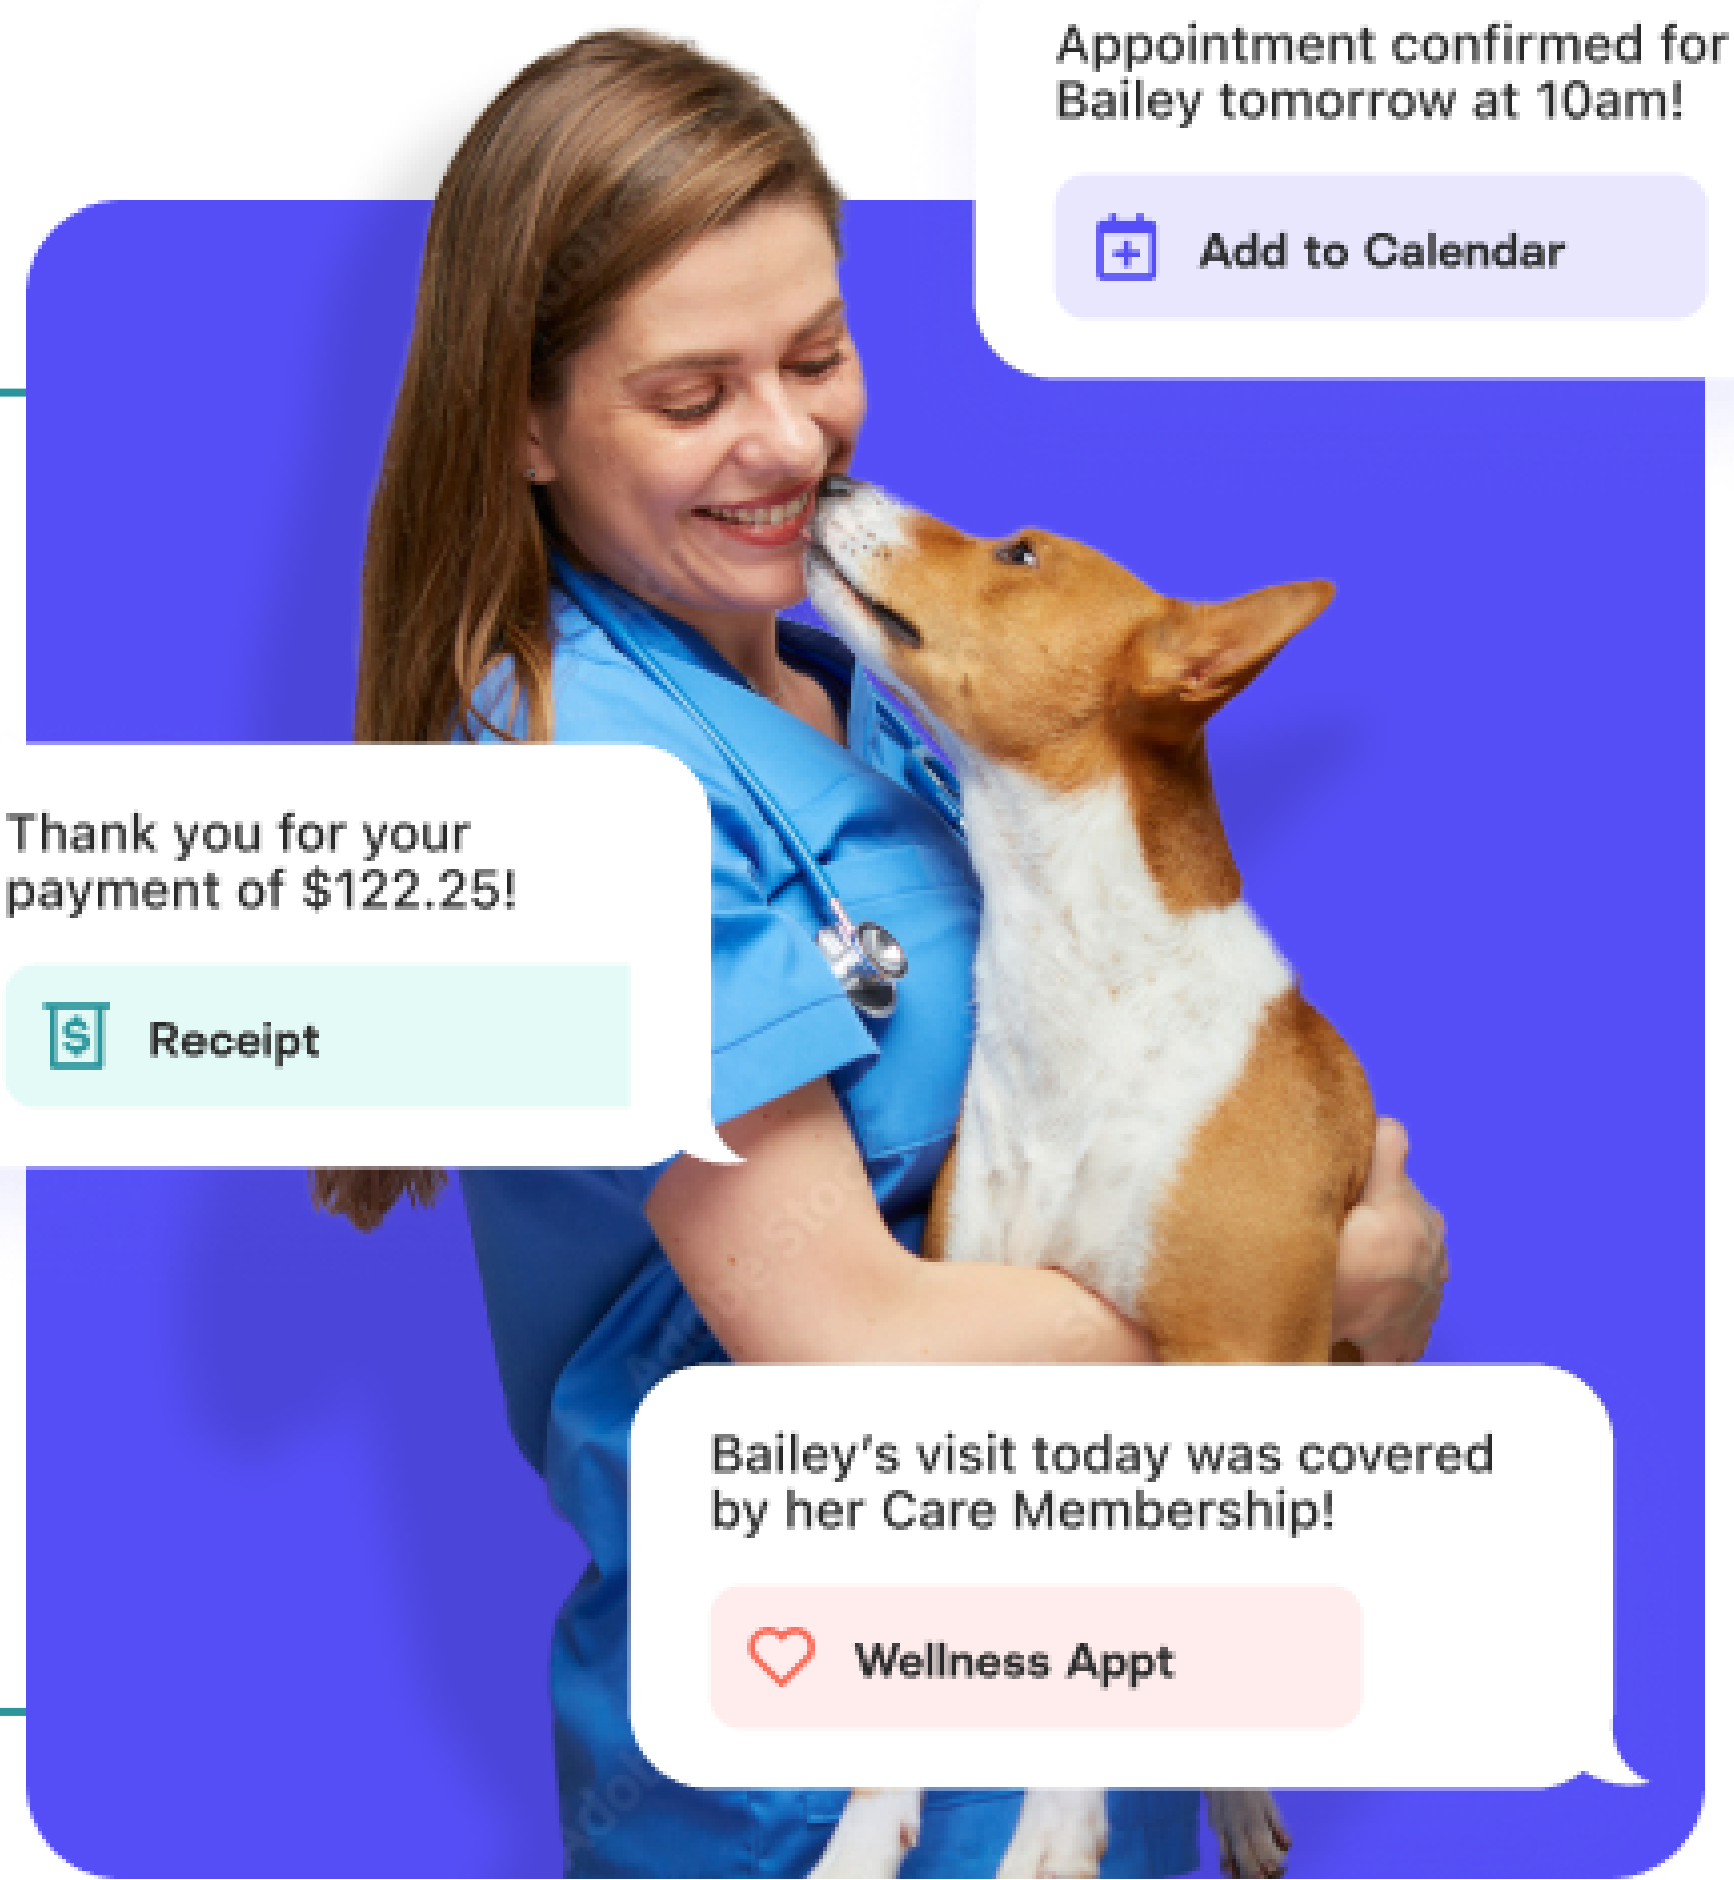 Appointment confirmed for
Bailey tomorrow at 10am!
Add to Calendar
Thank you for your
payment of $122.25!
Receipt
Bailey's visit today was covered
by her Care Membership!
Wellness Appt